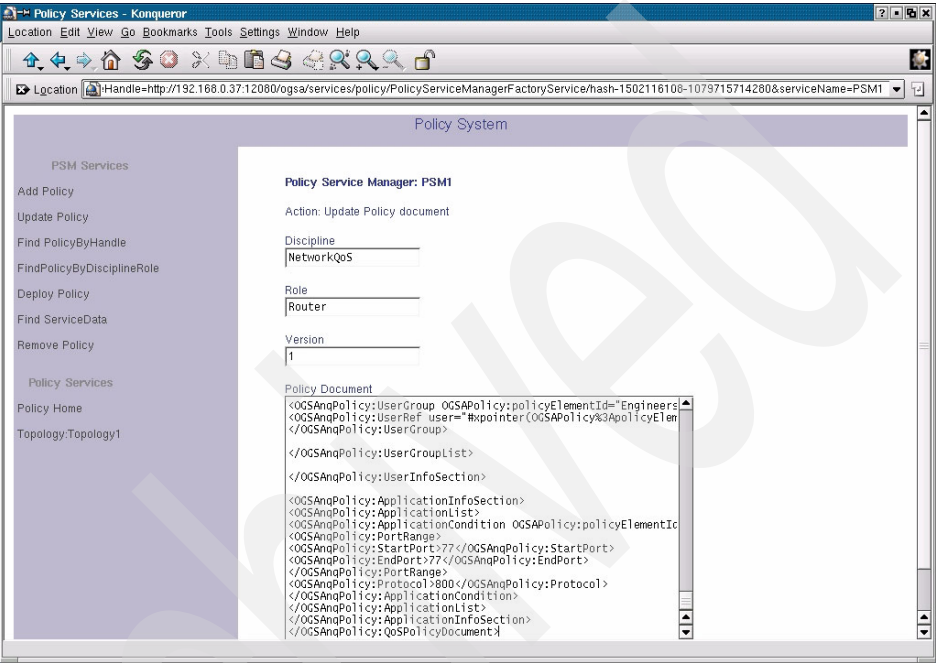 Policy Services - Konqueror
Location Edit View Go Bookmarks Tools Settings Window Help
Location :Handle=http://192.168.0.37:12080/ogsa/services/policy/PolicyServiceManagerFactoryService/hash-1502116108-1079715714280&serviceName=PSM1
Policy System
PSM Services
Add Policy
Update Policy
Find PolicyByHandle
FindPolicyByDisciplineRole
Deploy Policy
Find ServiceData
Remove Policy
Policy Services
Policy Home
Topology:Topology1
Policy Service Manager: PSM1
Action: Update Policy document
Discipline
NetworkQoS
Role
Router
Version
1
Policy Document
<OGSAnqPolicy:UserGroup OGSAPolicy:policyElementId="Engineers
<OGSAnqPolicy:UserRef user="#xpointer(OGSAPolicy%3ApolicyElem
</OGSAnqPolicy:UserGroup>
</OGSAnqPolicy:UserGroupList>
</OGSAnqPolicy:UserInfoSection>
<OGSAnqPolicy:ApplicationInfoSection>
<OGSAnqPolicy:ApplicationList>
<OGSAnqPolicy:ApplicationCondition OGSAPolicy:policyElementId
<OGSAnqPolicy:PortRange>
<OGSAnqPolicy:StartPort>77</OGSAnqPolicy:StartPort>
<OGSAnqPolicy:EndPort>77</OGSAnqPolicy:EndPort>
</OGSAnqPolicy:PortRange>
<OGSAnqPolicy:Protocol>800</OGSAnqPolicy:Protocol>
</OGSAnqPolicy:ApplicationCondition>
</OGSAnqPolicy:ApplicationList>
</OGSAnqPolicy:ApplicationInfoSection>
</OGSAnqPolicy:QoSPolicyDocument>